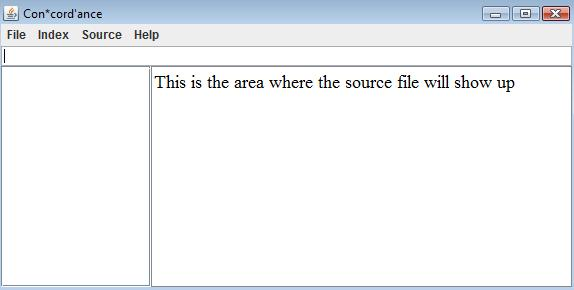 Con*cord'ance
File Index Source Help
This is the area where the source file will show up